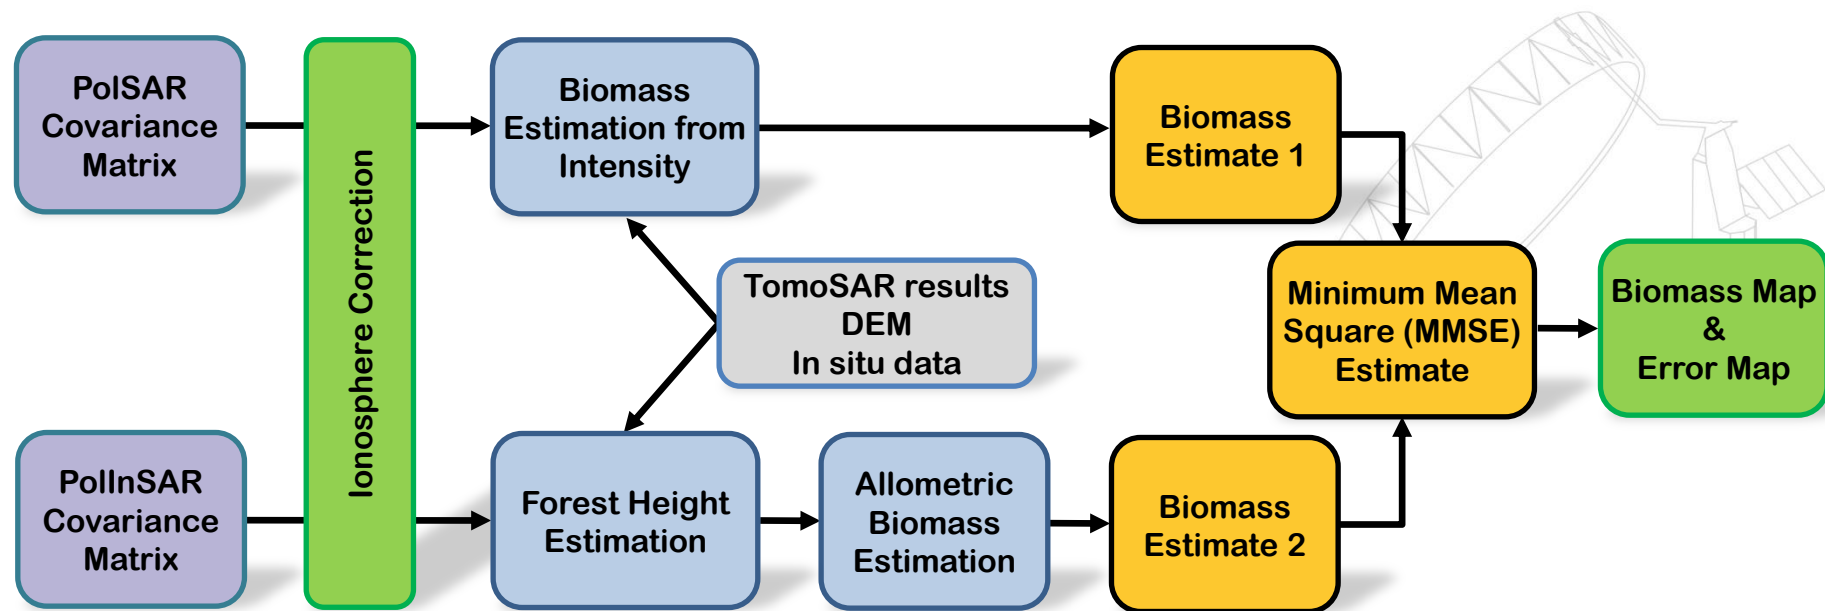 PolSAR
Covariance
Matrix
Ionosphere Correction
Biomass
Estimation from
Intensity
Biomass
Estimate 1
TomoSAR results
DEM
In situ data
Minimum Mean
Square (MMSE)
Estimate
Biomass Map
&
Error Map
PolInSAR
Covariance
Matrix
Forest Height
Estimation
Allometric
Biomass
Estimation
Biomass
Estimate 2